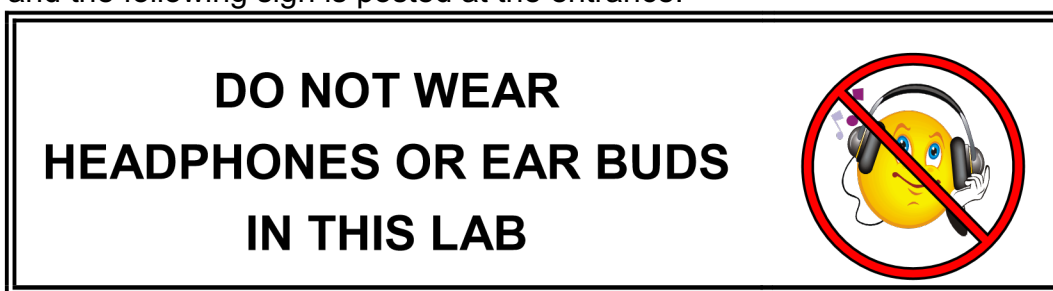 and the following sign is posted at the entrance.
DO NOT WEAR
HEADPHONES OR EAR BUDS
IN THIS LAB